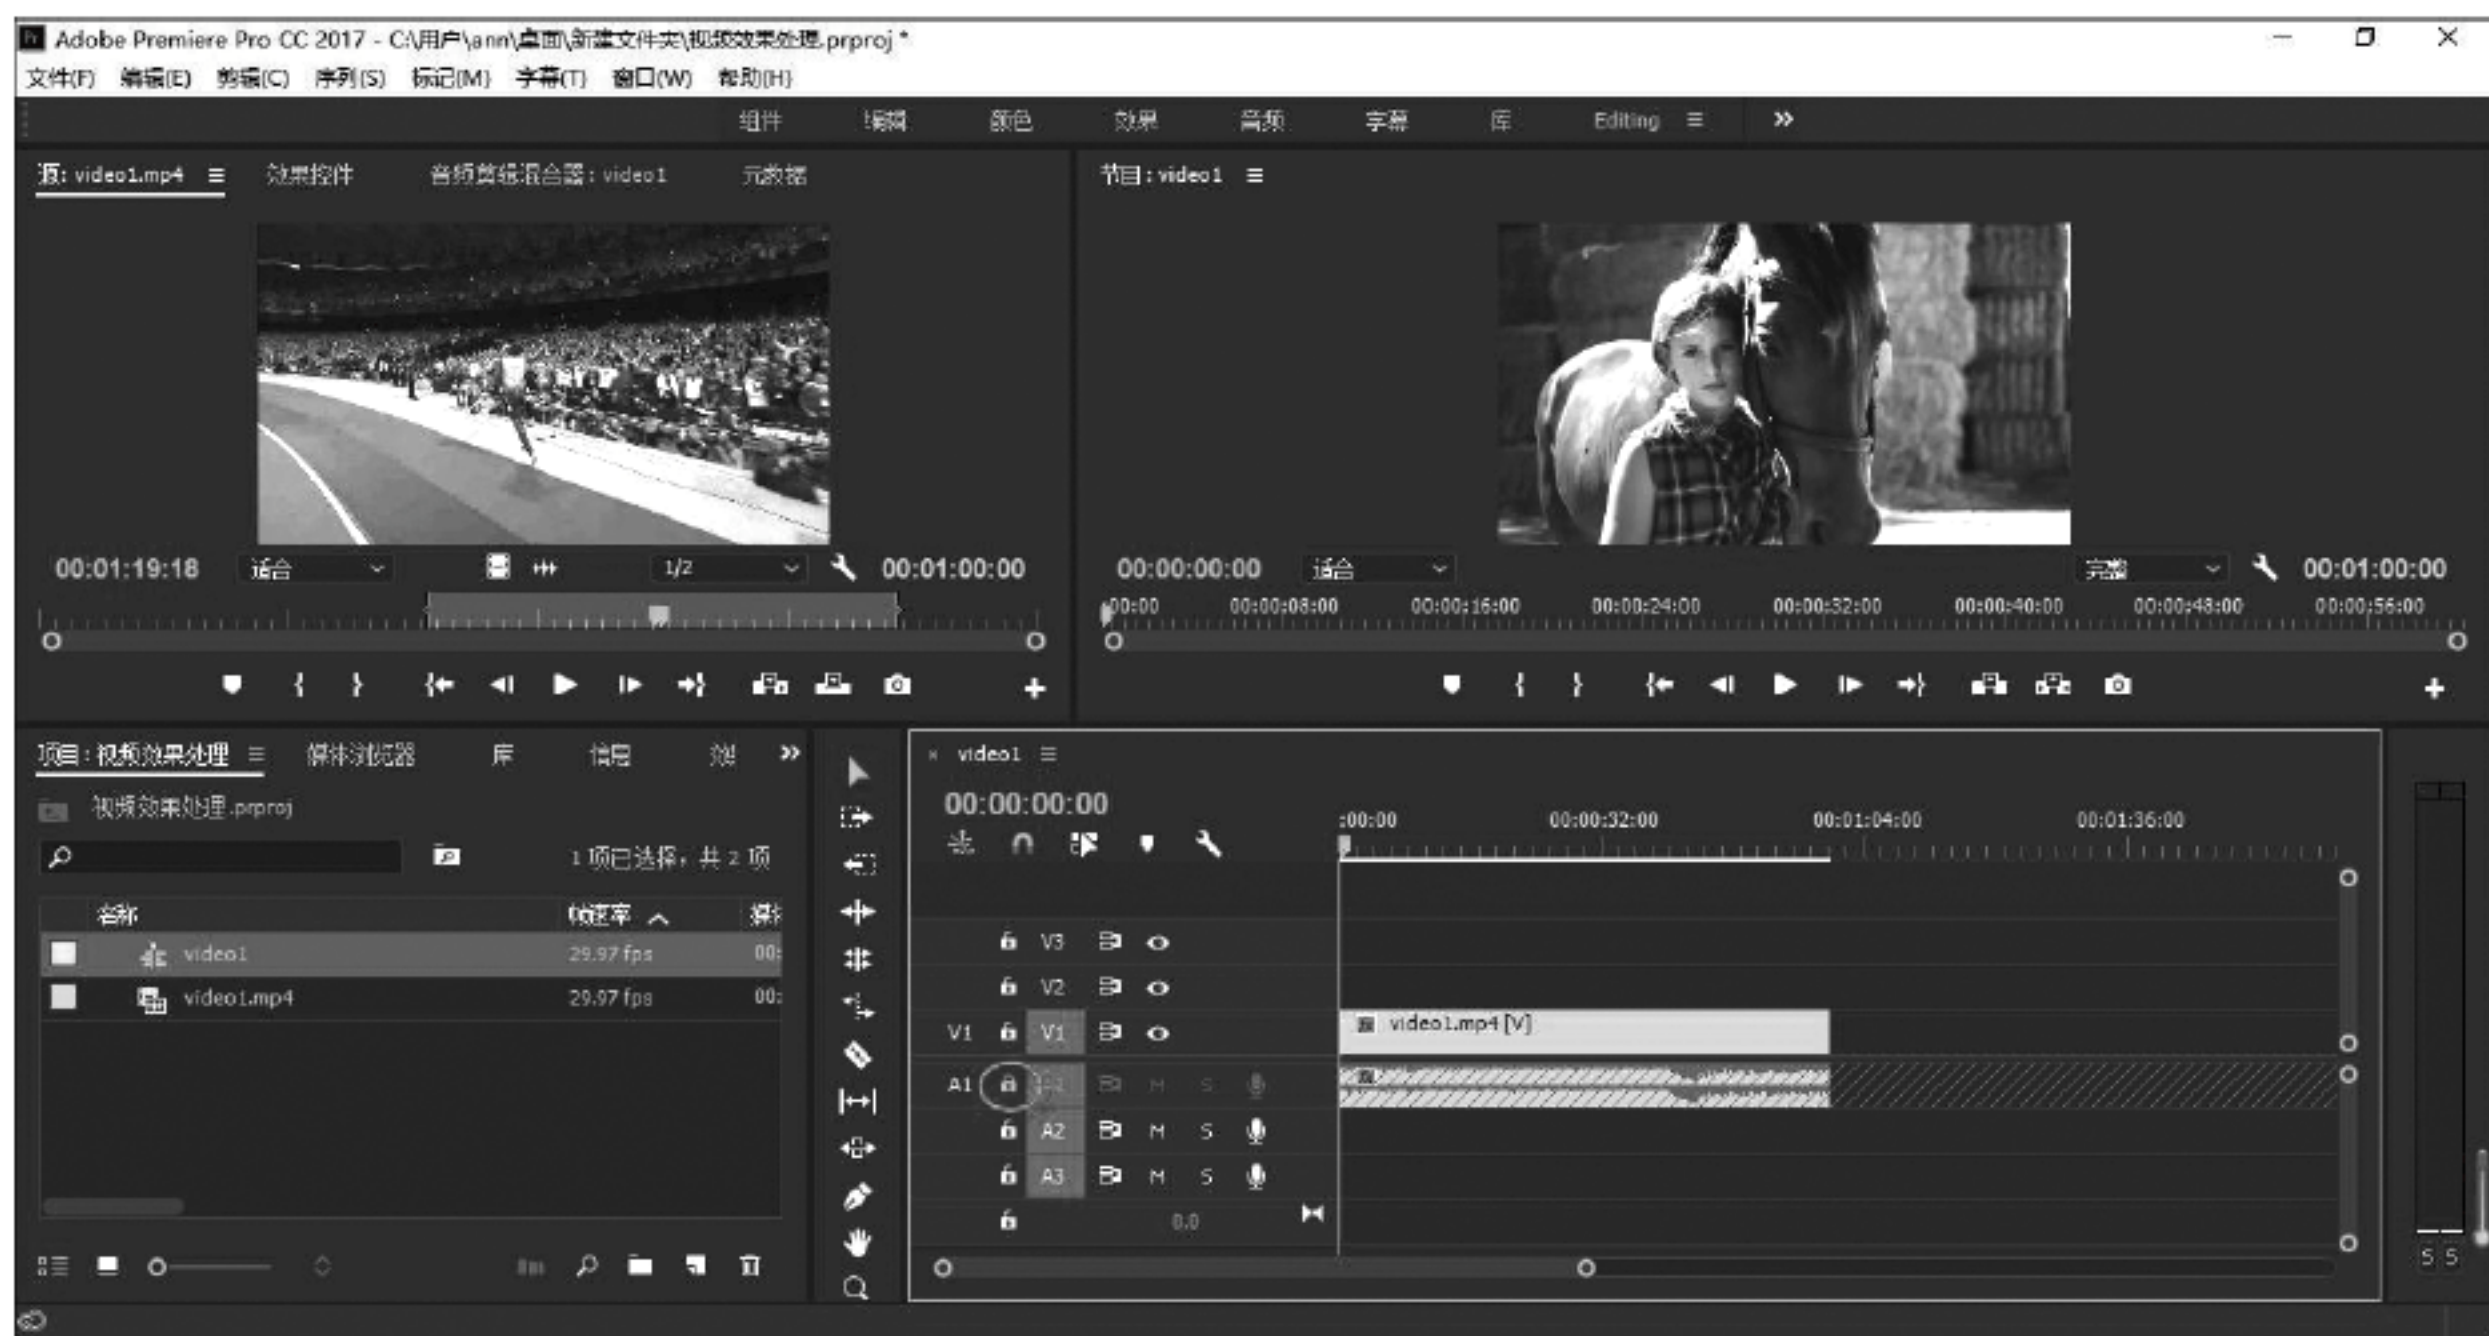 Adobe Premiere Pro CC 2017 - C:\用户\ann\桌面\新建文件夹\视频效果处理.prproj *
文件(F) 编辑(E) 剪辑(C) 序列(S) 标记(M) 字幕(T) 窗口(W) 帮助(H)
组件 编辑 颜色 效果 音频 字幕 库 Editing
源: video1.mp4 效果控件 音频剪辑混合器: video1 元数据
节目: video1
00:01:19:18 适合 1/2 00:01:00:00
00:00:00:00 适合 完整 00:01:00:00
:00:00 00:00:08:00 00:00:16:00 00:00:24:00 00:00:32:00 00:00:40:00 00:00:48:00 00:00:56:00
项目: 视频效果处理 媒体浏览器 库 信息
视频效果处理.prproj
1 项已选择，共 2 项
名称 帧速率
video1 29.97 fps 00:
video1.mp4 29.97 fps 00:
video1
00:00:00:00
:00:00 00:00:32:00 00:01:04:00 00:01:36:00
V3
V2
V1 V1 video1.mp4 [V]
A1 M S
A2 M S
A3 M S
0.0
S S